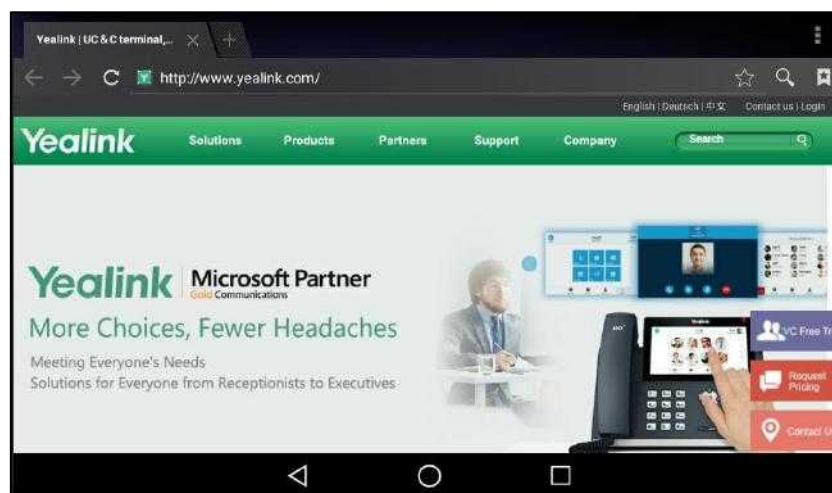 Yealink | UC & C terminal,...
http://www.yealink.com/
English | Deutsch | 中文 Contact us | Login
Yealink Solutions Products Partners Support Company Search
Yealink Microsoft Partner
Gold Communications
More Choices, Fewer Headaches
Meeting Everyone's Needs
Solutions for Everyone from Receptionists to Executives
Yealink
VC Free Tr
Request
Pricing
Contact U